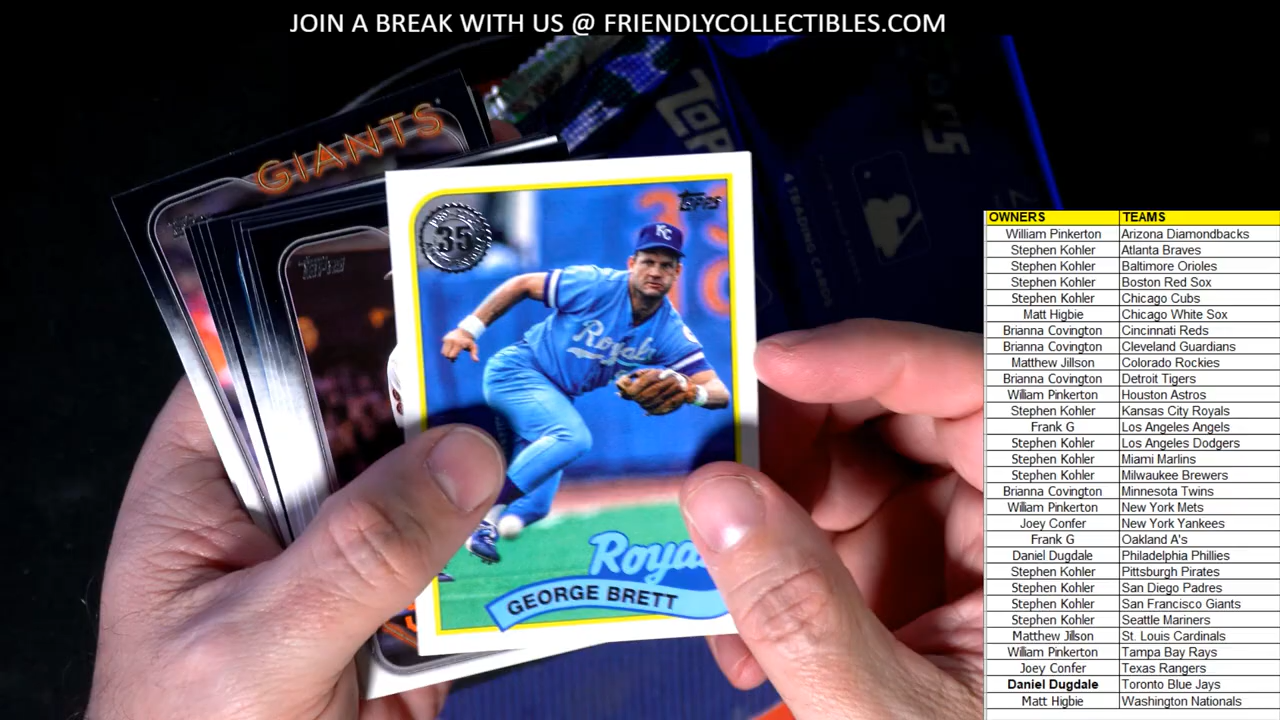 JOIN A BREAK WITH US @ FRIENDLYCOLLECTIBLES.COM
GIANTS
TOPPS
4 TRADING CARDS
35
Topps
KC
Royals
Royals
GEORGE BRETT
OWNERS TEAMS
William Pinkerton Arizona Diamondbacks
Stephen Kohler Atlanta Braves
Stephen Kohler Baltimore Orioles
Stephen Kohler Boston Red Sox
Stephen Kohler Chicago Cubs
Matt Higbie Chicago White Sox
Brianna Covington Cincinnati Reds
Brianna Covington Cleveland Guardians
Matthew Jillson Colorado Rockies
Brianna Covington Detroit Tigers
William Pinkerton Houston Astros
Stephen Kohler Kansas City Royals
Frank G Los Angeles Angels
Stephen Kohler Los Angeles Dodgers
Stephen Kohler Miami Marlins
Stephen Kohler Milwaukee Brewers
Brianna Covington Minnesota Twins
William Pinkerton New York Mets
Joey Confer New York Yankees
Frank G Oakland A's
Daniel Dugdale Philadelphia Phillies
Stephen Kohler Pittsburgh Pirates
Stephen Kohler San Diego Padres
Stephen Kohler San Francisco Giants
Stephen Kohler Seattle Mariners
Matthew Jillson St. Louis Cardinals
William Pinkerton Tampa Bay Rays
Joey Confer Texas Rangers
Daniel Dugdale Toronto Blue Jays
Matt Higbie Washington Nationals